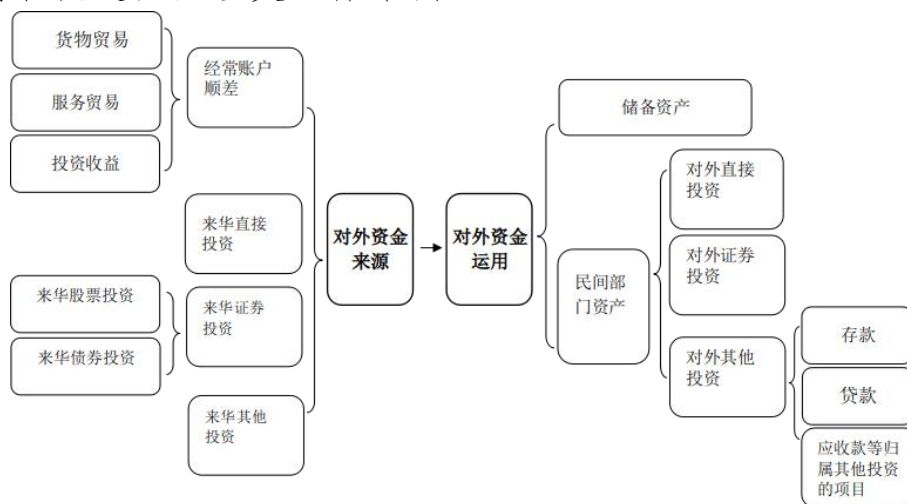 货物贸易
服务贸易
投资收益
经常账户
顺差
来华直接
投资
来华股票投资
来华债券投资
来华证券
投资
来华其他
投资
对外资金
来源
对外资金
运用
储备资产
民间部
门资产
对外直接
投资
对外证券
投资
对外其他
投资
存款
贷款
应收款等归
属其他投资
的项目